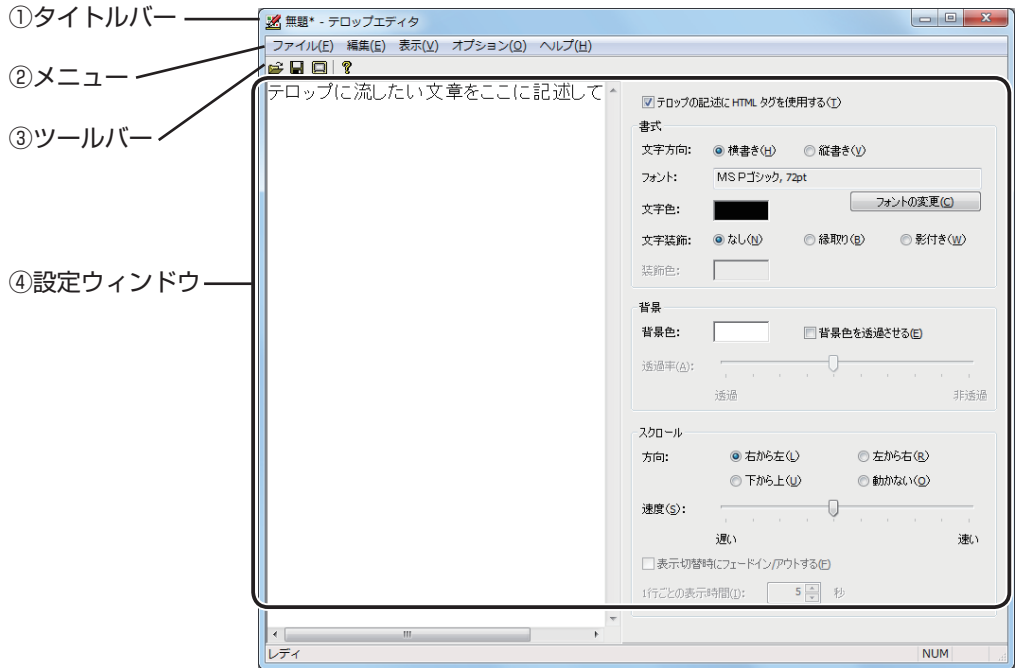 ①タイトルバー
無題* - テロップエディタ
②メニュー
ファイル(F) 編集(E) 表示(V) オプション(O) ヘルプ(H)
③ツールバー
テロップに流したい文章をここに記述して
④設定ウィンドウ
テロップの記述に HTML タグを使用する(T)
書式
文字方向: 横書き(H) 縦書き(V)
フォント: MS Pゴシック, 72pt
フォントの変更(C)
文字色:
文字装飾: なし(N) 縁取り(B) 影付き(W)
装飾色:
背景
背景色: 背景色を透過させる(E)
透過率(A):
透過 非透過
スクロール
方向: 右から左(L) 左から右(R)
下から上(U) 動かない(O)
速度(S):
遅い 速い
表示切替時にフェードイン/アウトする(F)
1行ごとの表示時間(I): 5 秒
レディ NUM